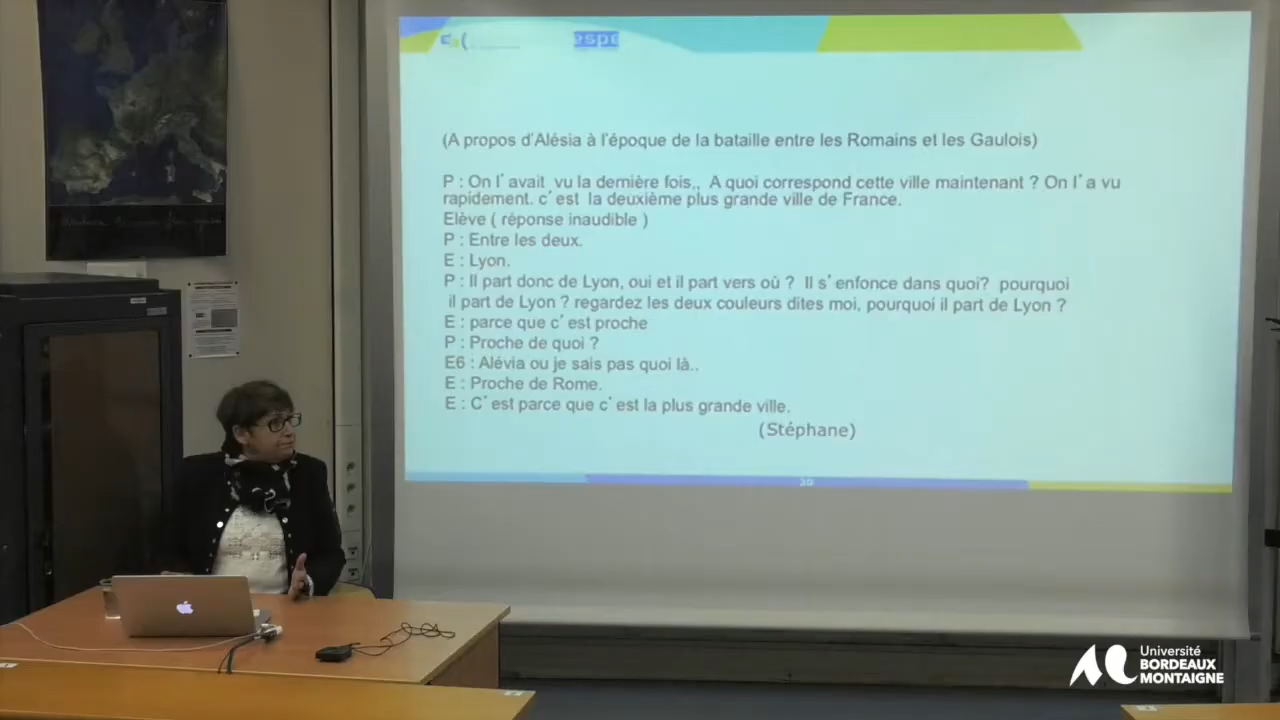 espe
(A propos d'Alésia à l'époque de la bataille entre les Romains et les Gaulois)
P : On l'avait vu la dernière fois,, A quoi correspond cette ville maintenant ? On l'a vu
rapidement. c'est la deuxième plus grande ville de France.
Elève ( réponse inaudible )
P : Entre les deux.
E : Lyon.
P : Il part donc de Lyon, oui et il part vers où ? Il s'enfonce dans quoi? pourquoi
il part de Lyon ? regardez les deux couleurs dites moi, pourquoi il part de Lyon ?
E : parce que c'est proche
P : Proche de quoi ?
E6 : Alévia ou je sais pas quoi là..
E : Proche de Rome.
E : C'est parce que c'est la plus grande ville.
(Stéphane)
30
Université
BORDEAUX
MONTAIGNE